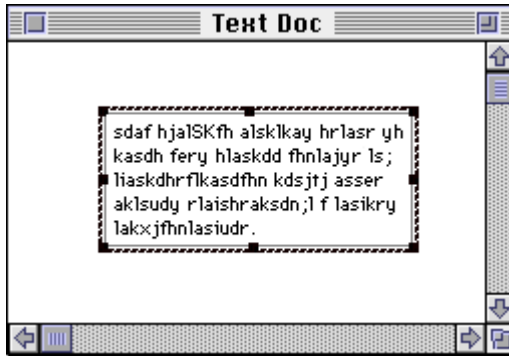 Text Doc
sdaf hjalSKfh alsklkay hrlasr yh
kasdh fery hlaskdd fhnlajyr ls;
liaskdhrflkasdfhn kdsjtj asser
aklsudy rlaishraksdn;l f lasikry
lakxjfhnlasiudr.